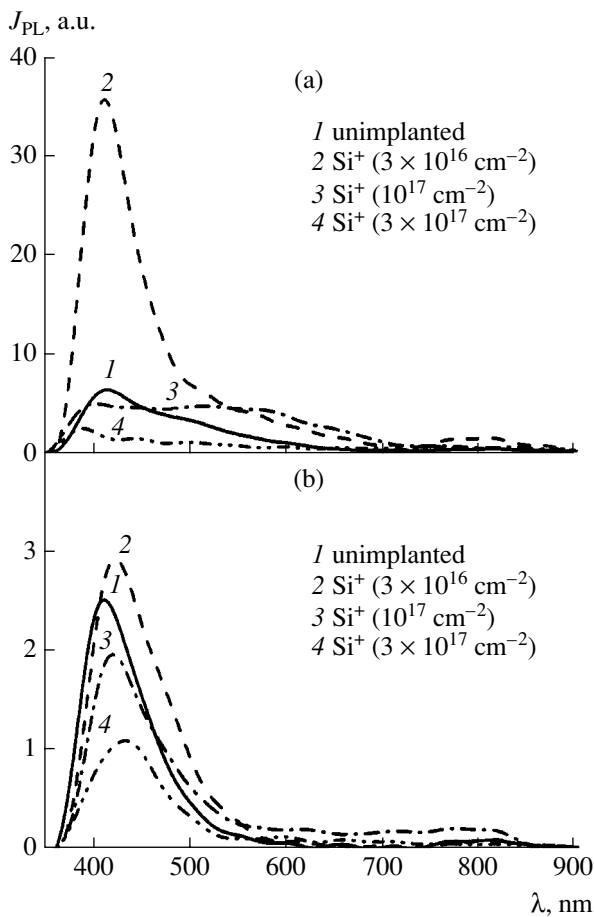 J_PL, a.u.
40
30
20
10
0
(a)
1 unimplanted
2 Si⁺ (3 × 10¹⁶ cm⁻²)
3 Si⁺ (10¹⁷ cm⁻²)
4 Si⁺ (3 × 10¹⁷ cm⁻²)
2
1
3
4
(b)
3
2
1
0
1 unimplanted
2 Si⁺ (3 × 10¹⁶ cm⁻²)
3 Si⁺ (10¹⁷ cm⁻²)
4 Si⁺ (3 × 10¹⁷ cm⁻²)
2
1
3
4
400 500 600 700 800 900
λ, nm